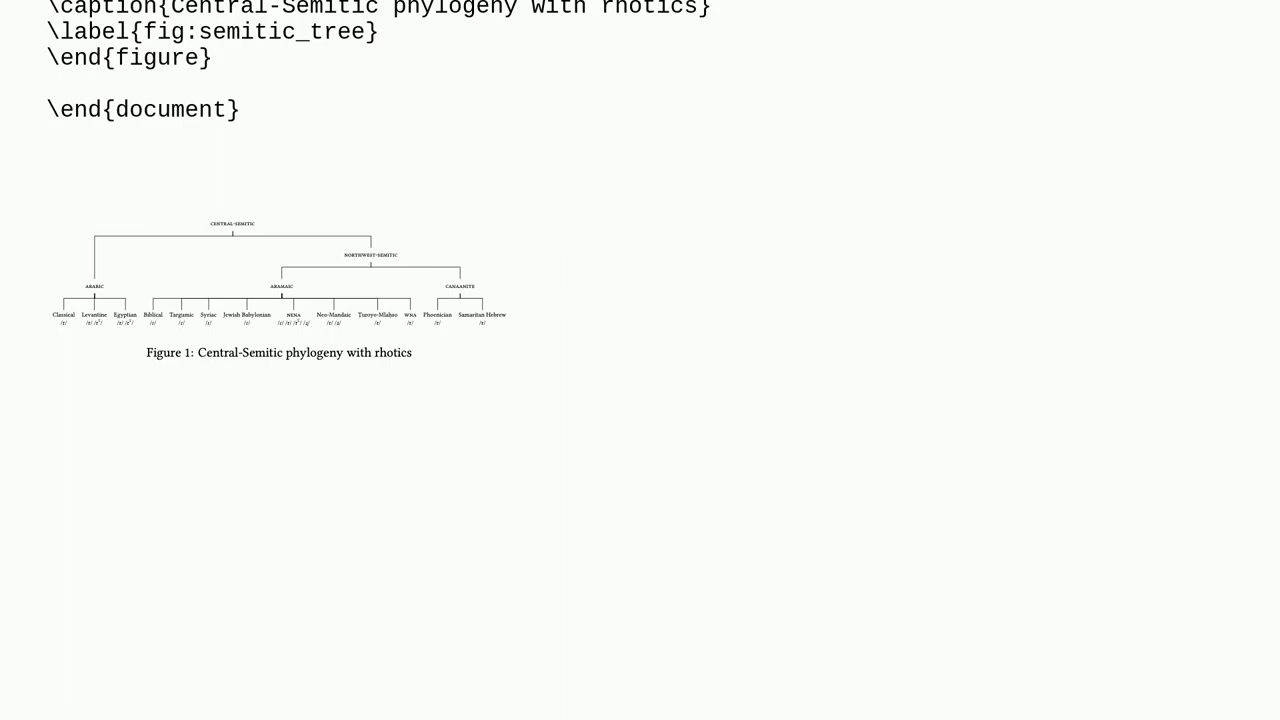 \caption{Central-Semitic phylogeny with rhotics}
\label{fig:semitic_tree}
\end{figure}
\end{document}
CENTRAL-SEMITIC
NORTHWEST-SEMITIC
ARABIC ARAMAIC CANAANITE
Classical Levantine Egyptian Biblical Targumic Syriac Jewish Babylonian NENA Neo-Mandaic Ṭuroyo-Mlaḥso WNA Phoenician Samaritan Hebrew
Figure 1: Central-Semitic phylogeny with rhotics